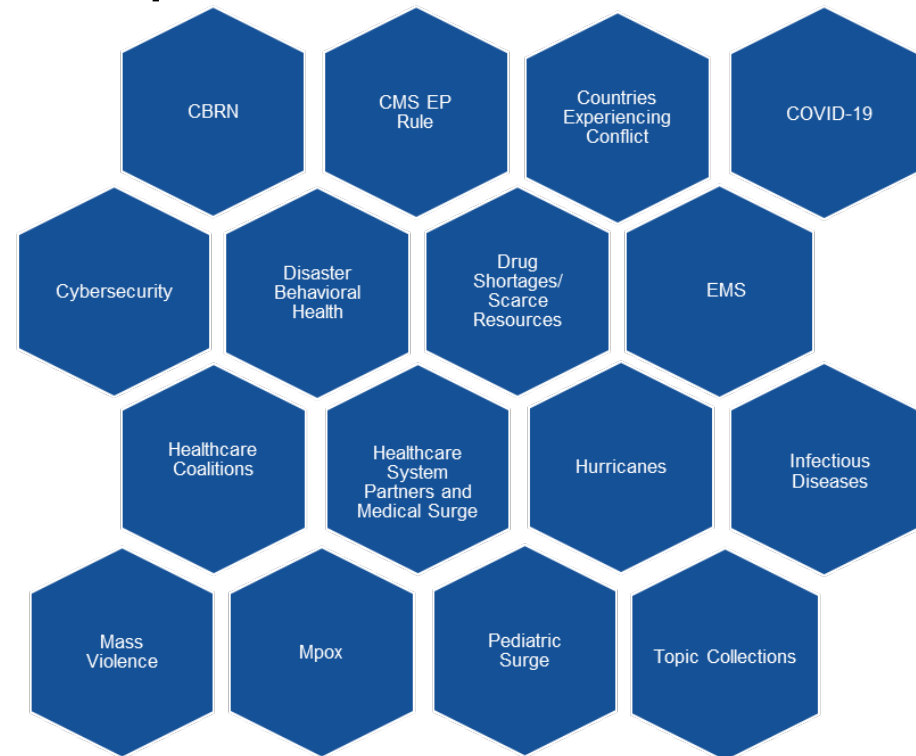 CBRN
CMS EP
Rule
Countries
Experiencing
Conflict
COVID-19
Cybersecurity
Disaster
Behavioral
Health
Drug
Shortages/
Scarce
Resources
EMS
Healthcare
Coalitions
Healthcare
System
Partners and
Medical Surge
Hurricanes
Infectious
Diseases
Mass
Violence
Mpox
Pediatric
Surge
Topic Collections